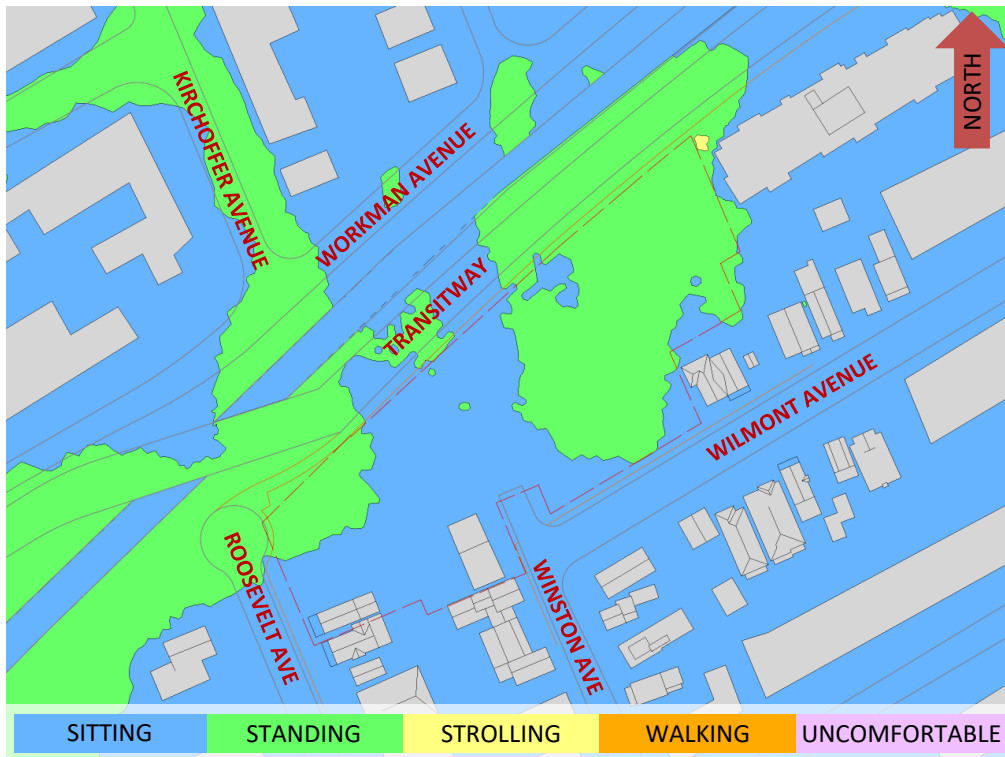 NORTH
KIRCHOFFER AVENUE
WORKMAN AVENUE
TRANSITWAY
WILMONT AVENUE
ROOSEVELT AVE
WINSTON AVE
SITTING
STANDING
STROLLING
WALKING
UNCOMFORTABLE